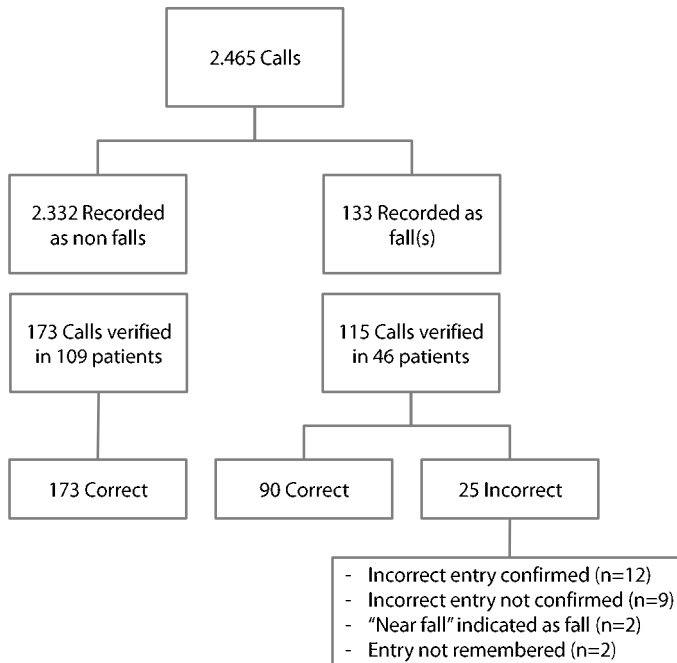 2.465 Calls
2.332 Recorded
as non falls
133 Recorded as
fall(s)
173 Calls verified
in 109 patients
115 Calls verified
in 46 patients
173 Correct
90 Correct
25 Incorrect
- Incorrect entry confirmed (n=12)
- Incorrect entry not confirmed (n=9)
- “Near fall” indicated as fall (n=2)
- Entry not remembered (n=2)